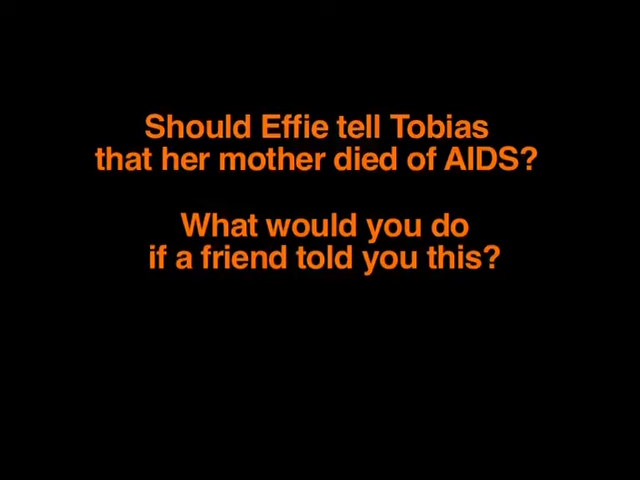 Should Effie tell Tobias
that her mother died of AIDS?
What would you do
if a friend told you this?